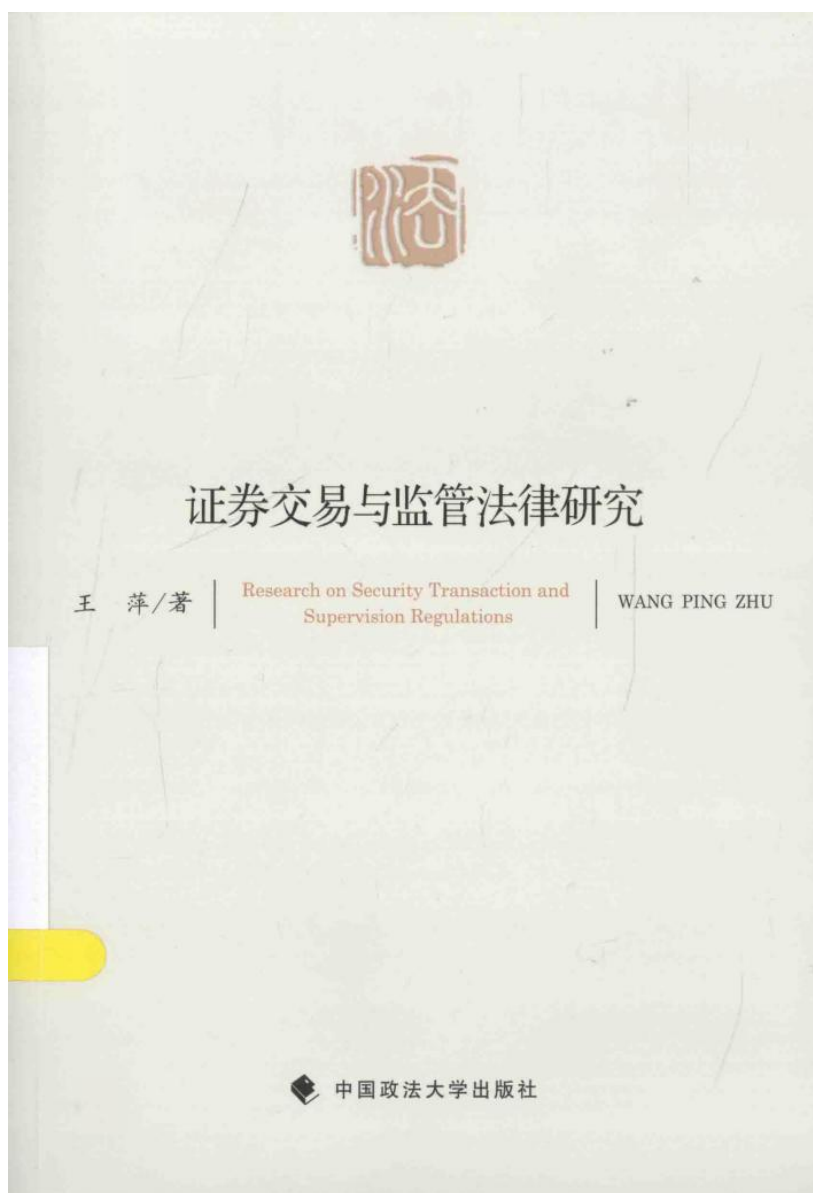 法
证券交易与监管法律研究
王 萍/著
Research on Security Transaction and
Supervision Regulations
WANG PING ZHU
中国政法大学出版社